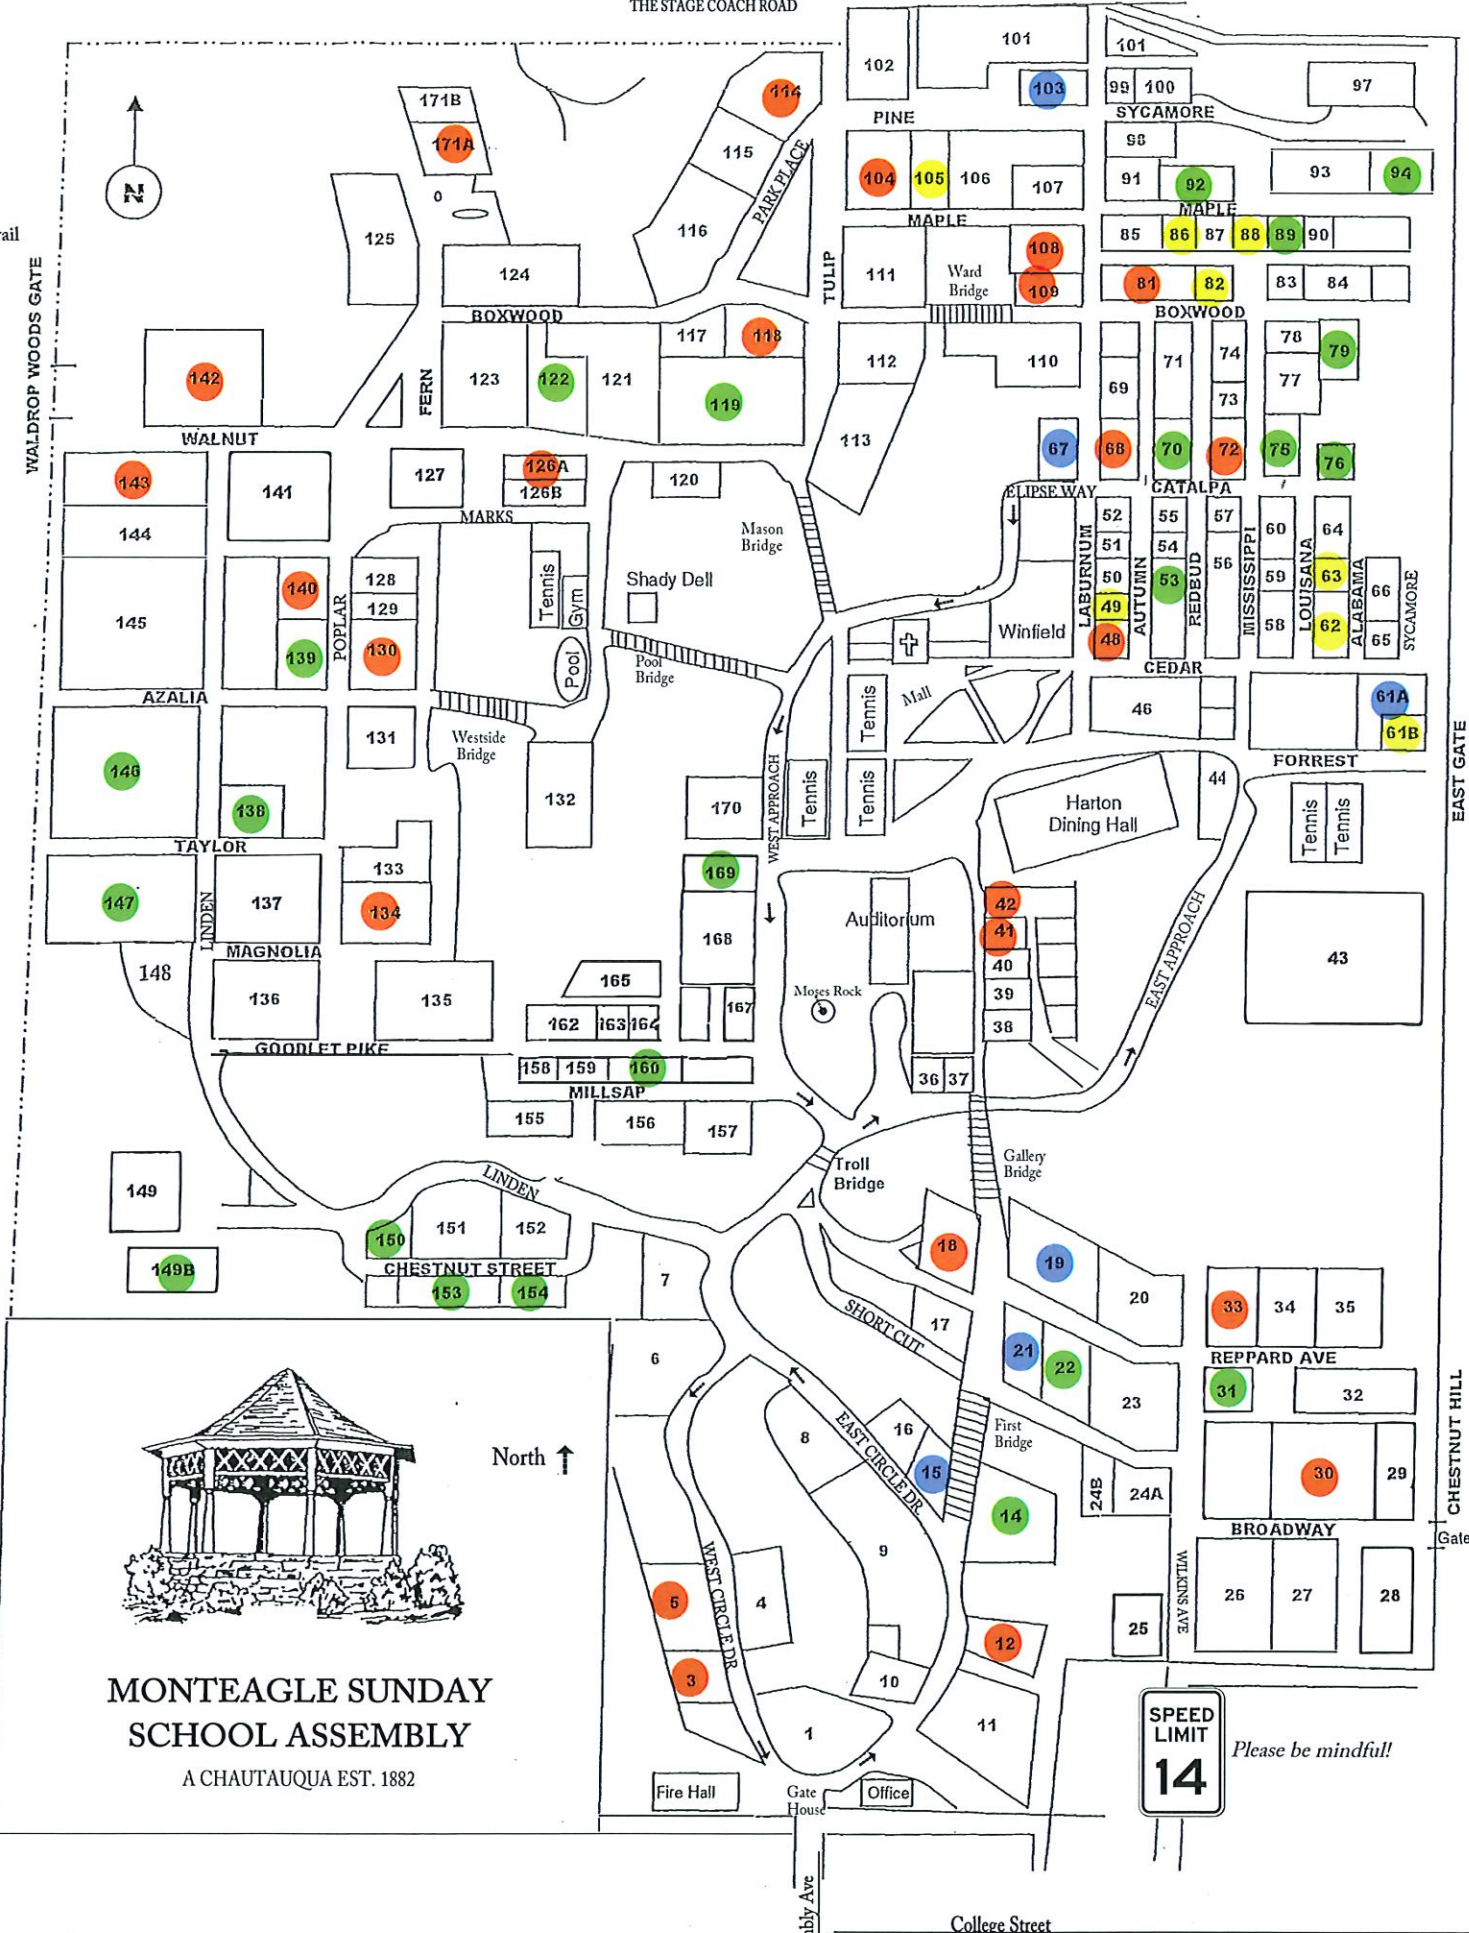 THE STAGE COACH ROAD
102
101
101
103
99
100
97
PINE
SYCAMORE
171B
171A
114
115
PARK PLACE
116
N
98
104
105
106
107
91
92
93
94
MAPLE
MAPLE
125
124
TULIP
111
Ward
Bridge
108
109
85
86
87
88
89
90
81
82
83
84
BOXWOOD
BOXWOOD
WALDROP WOODS GATE
142
FERN
123
122
121
117
118
119
112
113
110
69
71
74
73
78
77
79
WALNUT
67
68
70
72
75
76
143
144
145
141
127
126A
126B
120
ELIPSE WAY
CATALPA
MARKS
Mason
Bridge
Shady Dell
Tennis
Gym
Pool
Pool
Bridge
140
139
POPLAR
128
129
130
52
51
50
49
48
LABURNUM
AUTUMN
55
54
53
REDBUD
57
56
MISSISSIPPI
60
59
58
LOUISANA
64
63
62
ALABAMA
66
65
SYCAMORE
Winfield
CEDAR
AZALIA
146
138
131
Westside
Bridge
132
170
WEST APPROACH
Tennis
Tennis
Tennis
Mall
46
61A
61B
FORREST
EAST GATE
44
Harton
Dining Hall
Tennis
Tennis
TAYLOR
147
LINDEN
137
133
134
169
168
Auditorium
42
41
40
39
38
EAST APPROACH
43
MAGNOLIA
148
136
135
165
162
163
164
167
Moses Rock
36
37
GOODLET PIKE
158
159
160
MILLSAP
155
156
157
Troll
Bridge
Gallery
Bridge
149
149B
LINDEN
150
151
152
CHESTNUT STREET
153
154
7
6
18
19
20
33
34
35
SHORT CUT
17
21
22
23
REPPARD AVE
31
32
North
8
EAST CIRCLE DR.
16
15
First
Bridge
14
24B
24A
30
29
CHESTNUT HILL
BROADWAY
Gate
WEST CIRCLE DR
5
4
9
3
12
10
11
1
25
WILKINS AVE
26
27
28
MONTEAGLE SUNDAY
SCHOOL ASSEMBLY
A CHAUTAUQUA EST. 1882
Fire Hall
Gate
House
Office
SPEED
LIMIT
14
Please be mindful!
College Street